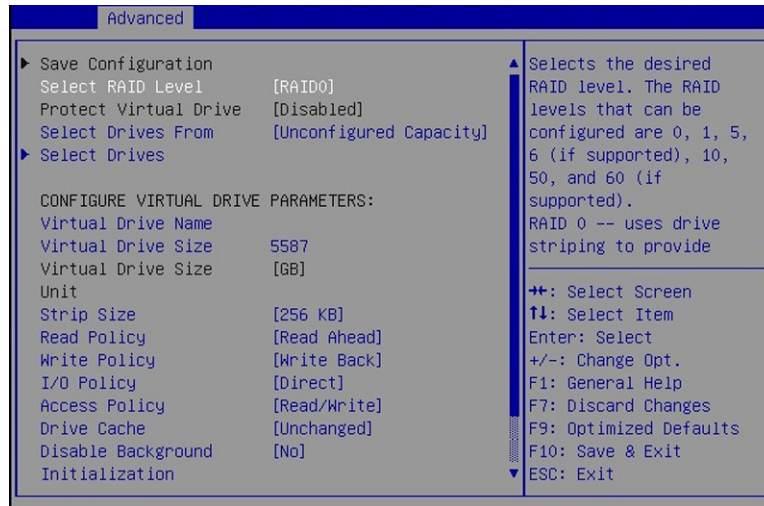 Advanced
Save Configuration
Select RAID Level [RAID0]
Protect Virtual Drive [Disabled]
Select Drives From [Unconfigured Capacity]
Select Drives
CONFIGURE VIRTUAL DRIVE PARAMETERS:
Virtual Drive Name
Virtual Drive Size 5587
Virtual Drive Size [GB]
Unit
Strip Size [256 KB]
Read Policy [Read Ahead]
Write Policy [Write Back]
I/O Policy [Direct]
Access Policy [Read/Write]
Drive Cache [Unchanged]
Disable Background [No]
Initialization
Selects the desired
RAID level. The RAID
levels that can be
configured are 0, 1, 5,
6 (if supported), 10,
50, and 60 (if
supported).
RAID 0 -- uses drive
striping to provide
→←: Select Screen
↑↓: Select Item
Enter: Select
+/-: Change Opt.
F1: General Help
F7: Discard Changes
F9: Optimized Defaults
F10: Save & Exit
ESC: Exit